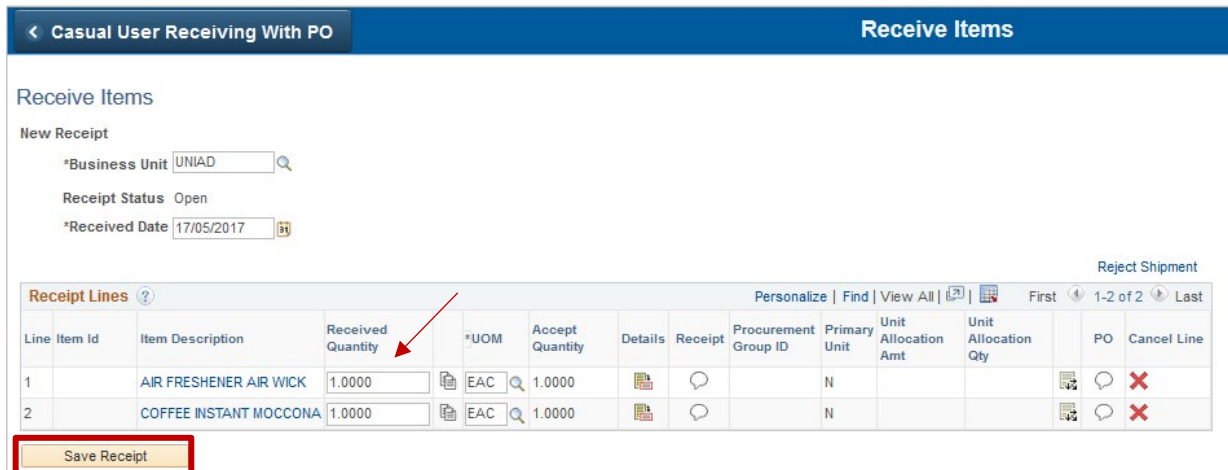 Casual User Receiving With PO Receive Items
Receive Items
New Receipt
*Business Unit UNIAD
Receipt Status Open
*Received Date 17/05/2017
Reject Shipment
Receipt Lines Personalize | Find | View All | | First 1-2 of 2 Last
Line Item Id Item Description Received Quantity *UOM Accept Quantity Details Receipt Procurement Group ID Primary Unit Unit Allocation Amt Unit Allocation Qty PO Cancel Line
1 AIR FRESHENER AIR WICK 1.0000 EAC 1.0000 N
2 COFFEE INSTANT MOCCONA 1.0000 EAC 1.0000 N
Save Receipt